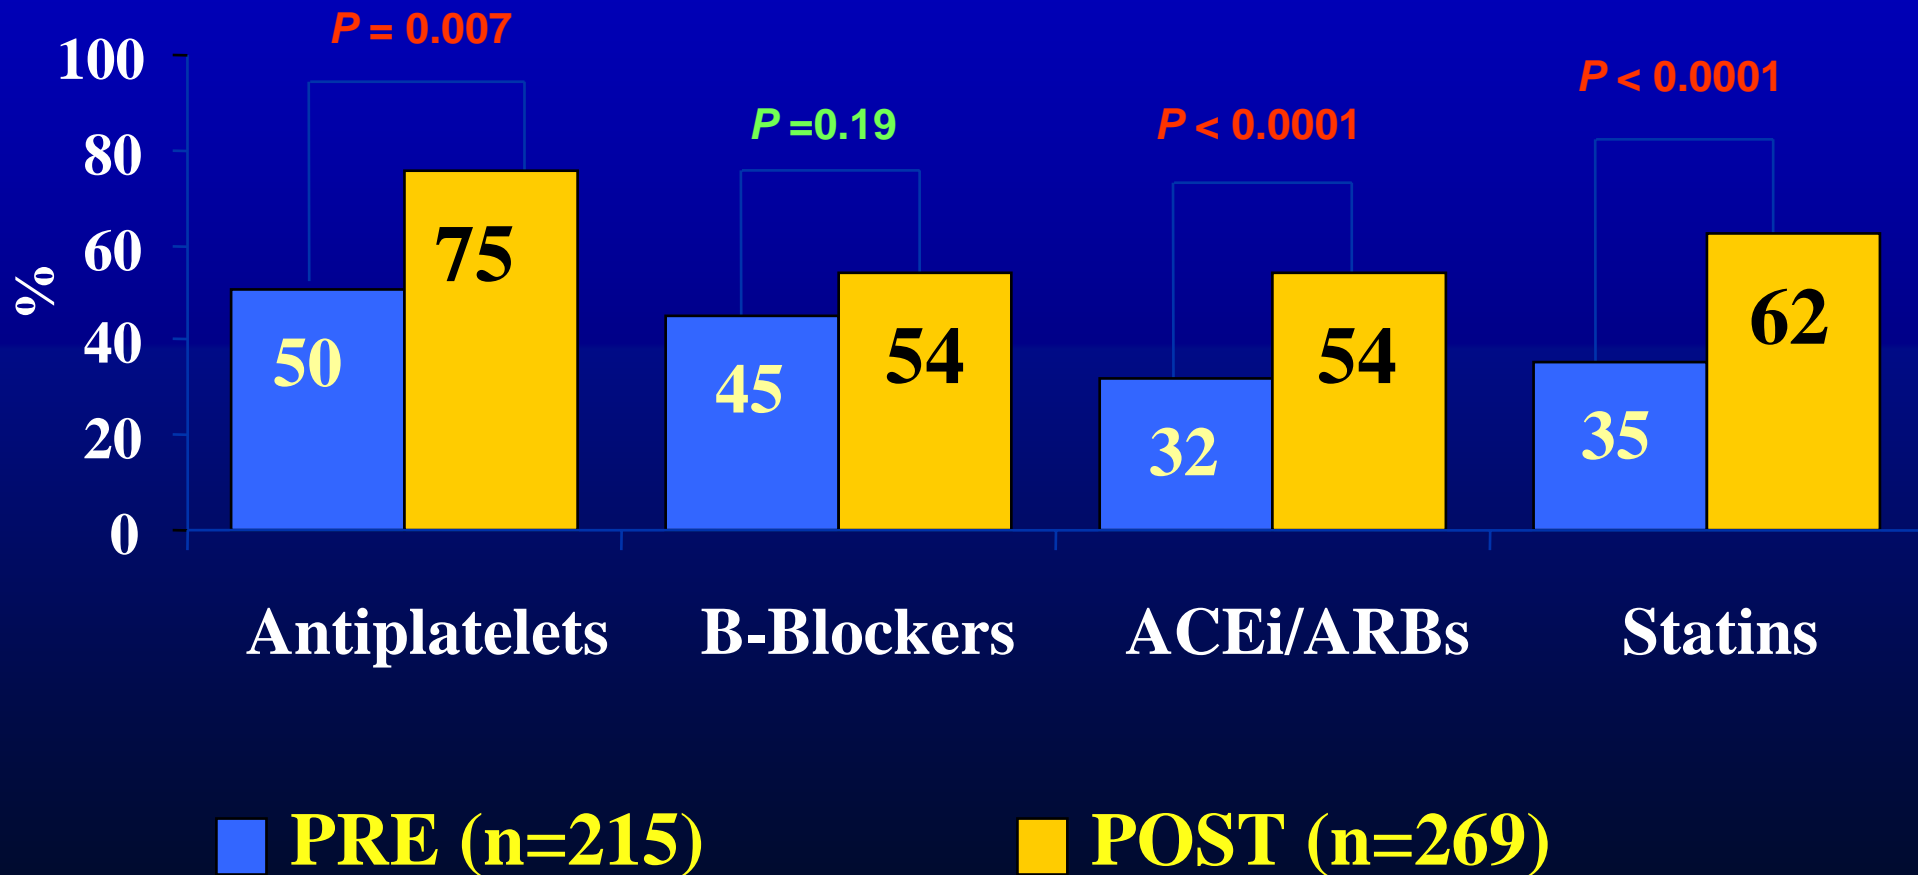 P = 0.007
P =0.19
P < 0.0001
P < 0.0001
%
100
80
60
40
20
0
50
75
45
54
32
54
35
62
Antiplatelets
B-Blockers
ACEi/ARBs
Statins
PRE (n=215)
POST (n=269)